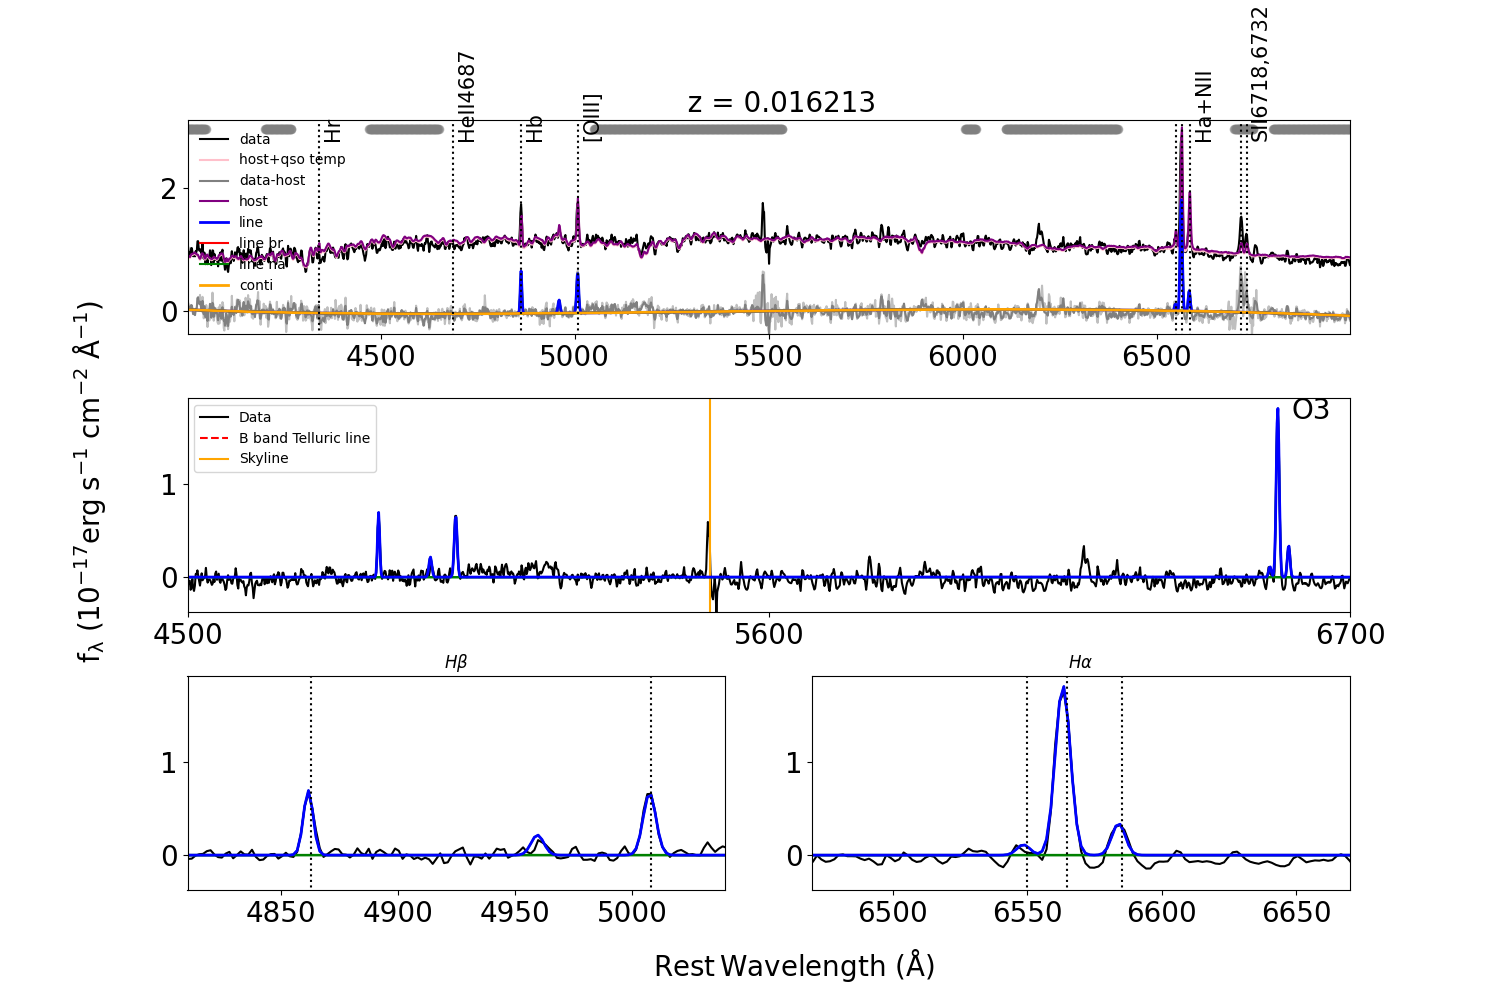 z = 0.016213
Hr
HeII4687
Hb
[OIII]
Ha+NII
SII6718,6732
data
host+qso temp
data-host
host
line
line br
line na
conti
2
0
4500 5000 5500 6000 6500
fλ (10⁻¹⁷erg s⁻¹ cm⁻² Å⁻¹)
Data
B band Telluric line
Skyline
O3
1
0
4500 5600 6700
Hβ
1
0
4850 4900 4950 5000
Hα
1
0
6500 6550 6600 6650
Rest Wavelength (Å)